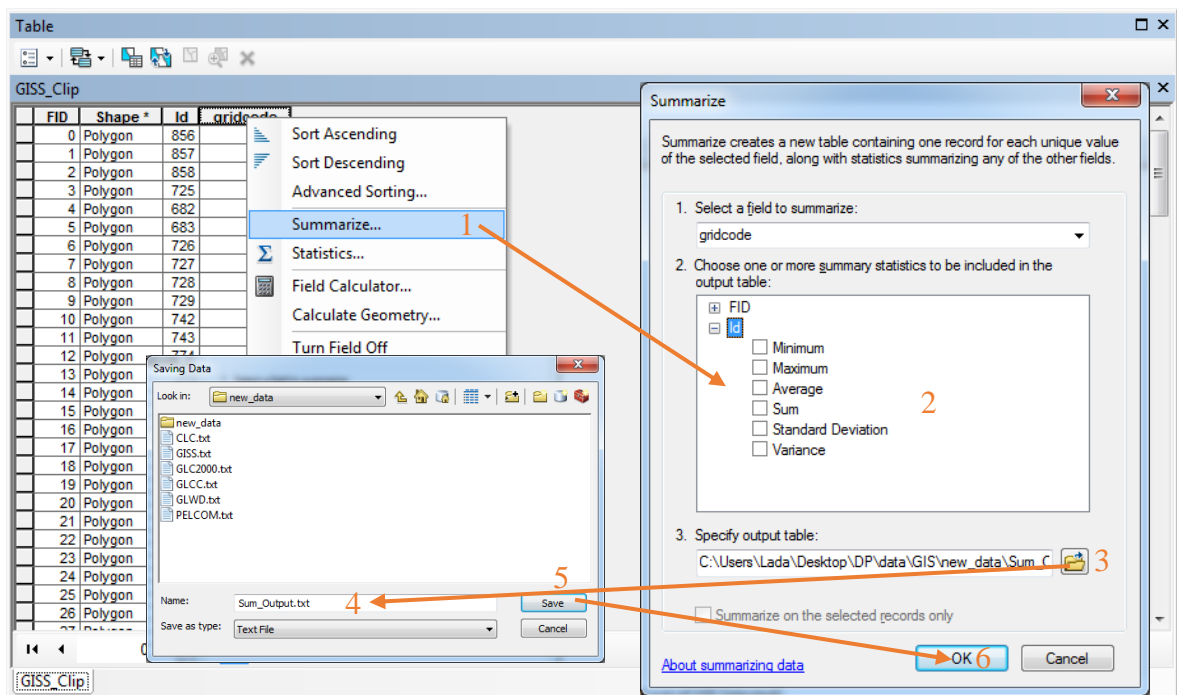 Table
GISS_Clip
FID Shape * Id gridcode
0 Polygon 856
1 Polygon 857
2 Polygon 858
3 Polygon 725
4 Polygon 682
5 Polygon 683
6 Polygon 726
7 Polygon 727
8 Polygon 728
9 Polygon 729
10 Polygon 742
11 Polygon 743
12 Polygon 774
13 Polygon
14 Polygon
15 Polygon
16 Polygon
17 Polygon
18 Polygon
19 Polygon
20 Polygon
21 Polygon
22 Polygon
23 Polygon
24 Polygon
25 Polygon
26 Polygon
27 Polygon
GISS_Clip
Sort Ascending
Sort Descending
Advanced Sorting...
Summarize... 1
Statistics...
Field Calculator...
Calculate Geometry...
Turn Field Off
Saving Data
Look in: new_data
new_data
CLC.txt
GISS.txt
GLC2000.txt
GLCC.txt
GLWD.txt
PELCOM.txt
5
Name: Sum_Output.txt 4 Save
Save as type: Text File Cancel
Summarize
Summarize creates a new table containing one record for each unique value
of the selected field, along with statistics summarizing any of the other fields.
1. Select a field to summarize:
gridcode
2. Choose one or more summary statistics to be included in the
output table:
FID
Id
Minimum
Maximum
Average
Sum 2
Standard Deviation
Variance
3. Specify output table:
C:\Users\Lada\Desktop\DP\data\GIS\new_data\Sum_C 3
Summarize on the selected records only
About summarizing data OK 6 Cancel